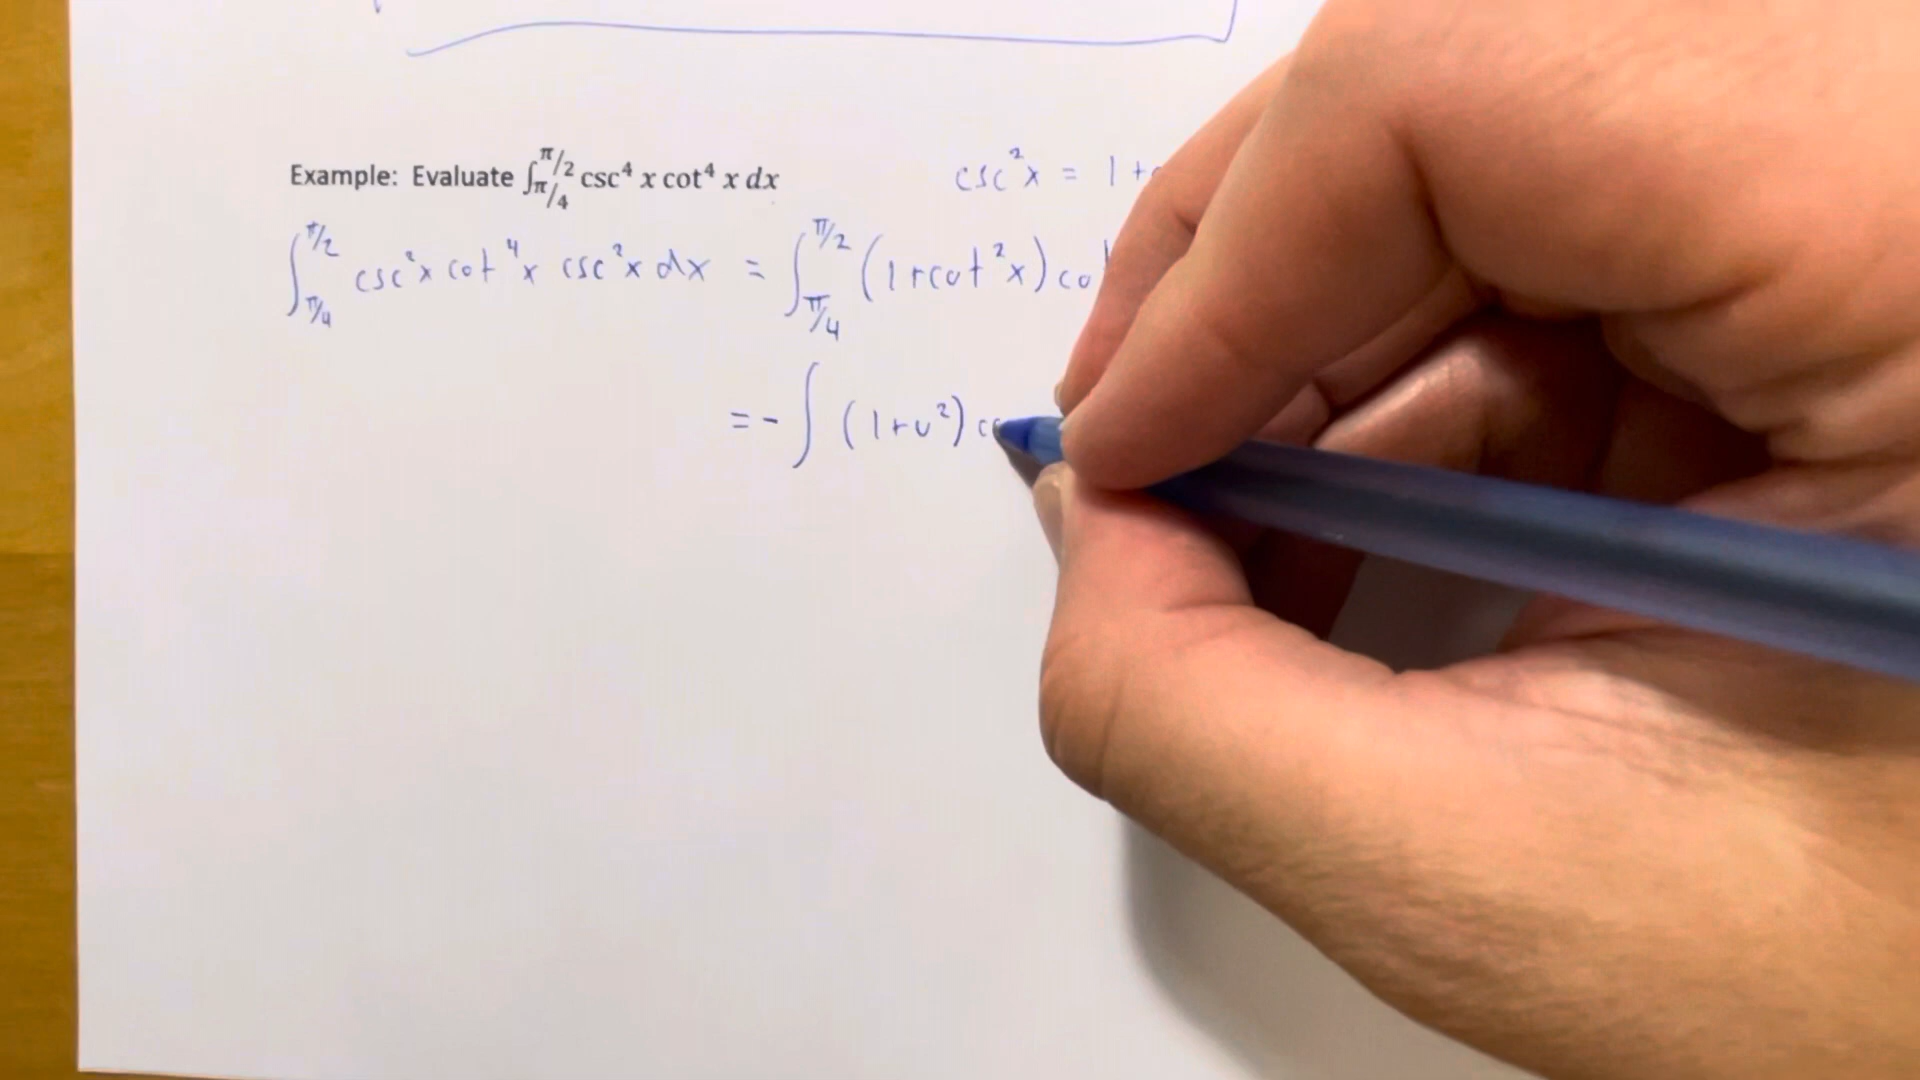 Example: Evaluate ∫_{π/4}^{π/2} csc⁴ x cot⁴ x dx
csc²x = 1 +
∫_{π/4}^{π/2} csc²x cot⁴x csc²x dx = ∫_{π/4}^{π/2} (1+cot²x) cot
= - ∫ (1+u²) c